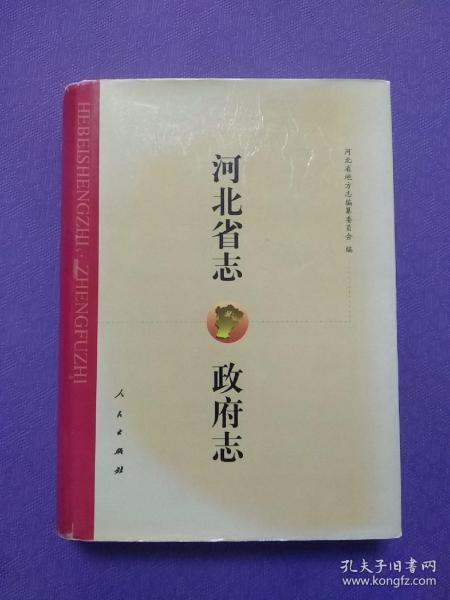 河北省地方志编纂委员会 编
河北省志
政府志
人民出版社
HEBEISHENGZHI·ZHENGFUZHI
孔夫子旧书网
www.kongfz.com